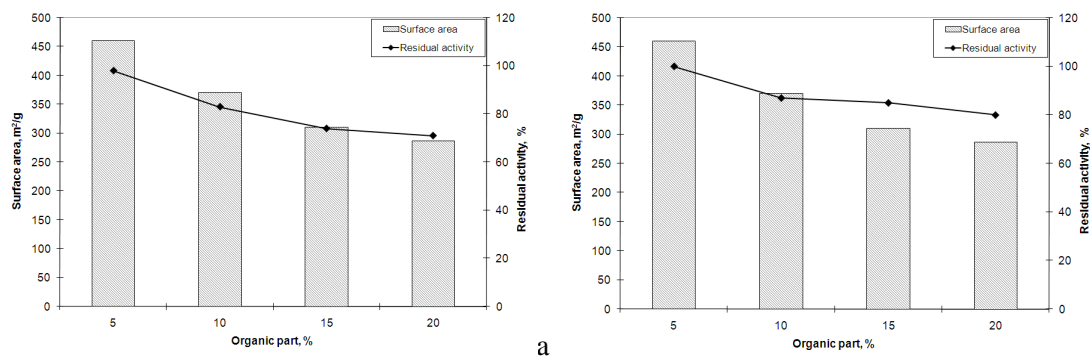 500
450
400
350
300
250
200
150
100
50
0
Surface area, m²/g
120
100
80
60
40
20
0
Residual activity, %
Surface area
Residual activity
5 10 15 20
Organic part, %
a
500
450
400
350
300
250
200
150
100
50
0
Surface area, m²/g
120
100
80
60
40
20
0
Residual activity, %
Surface area
Residual activity
5 10 15 20
Organic part, %